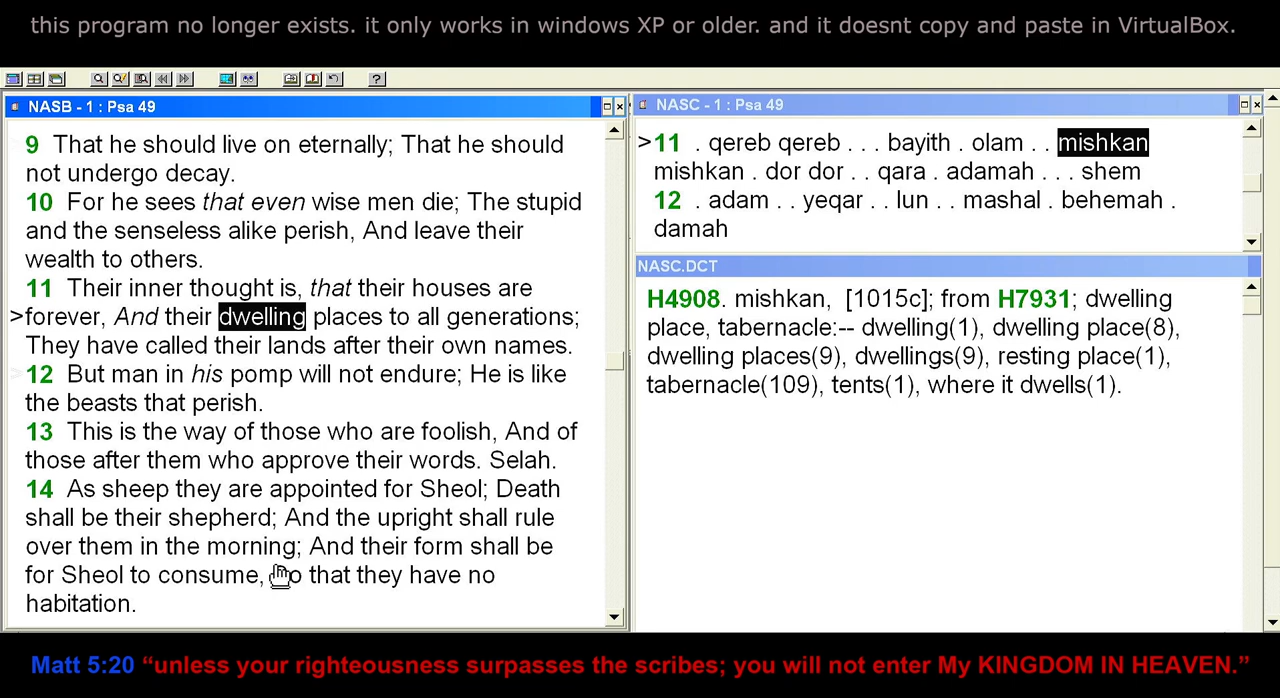 this program no longer exists. it only works in windows XP or older. and it doesnt copy and paste in VirtualBox.
NASB - 1 : Psa 49
9 That he should live on eternally; That he should
not undergo decay.
10 For he sees that even wise men die; The stupid
and the senseless alike perish, And leave their
wealth to others.
11 Their inner thought is, that their houses are
>forever, And their dwelling places to all generations;
They have called their lands after their own names.
12 But man in his pomp will not endure; He is like
the beasts that perish.
13 This is the way of those who are foolish, And of
those after them who approve their words. Selah.
14 As sheep they are appointed for Sheol; Death
shall be their shepherd; And the upright shall rule
over them in the morning; And their form shall be
for Sheol to consume, that they have no
habitation.
NASC - 1 : Psa 49
>11 . qereb qereb . . . bayith . olam . . mishkan
mishkan . dor dor . . qara . adamah . . . shem
12 . adam . . yeqar . . lun . . mashal . behemah .
damah
NASC.DCT
H4908. mishkan, [1015c]; from H7931; dwelling
place, tabernacle:-- dwelling(1), dwelling place(8),
dwelling places(9), dwellings(9), resting place(1),
tabernacle(109), tents(1), where it dwells(1).
Matt 5:20 “unless your righteousness surpasses the scribes; you will not enter My KINGDOM IN HEAVEN.”